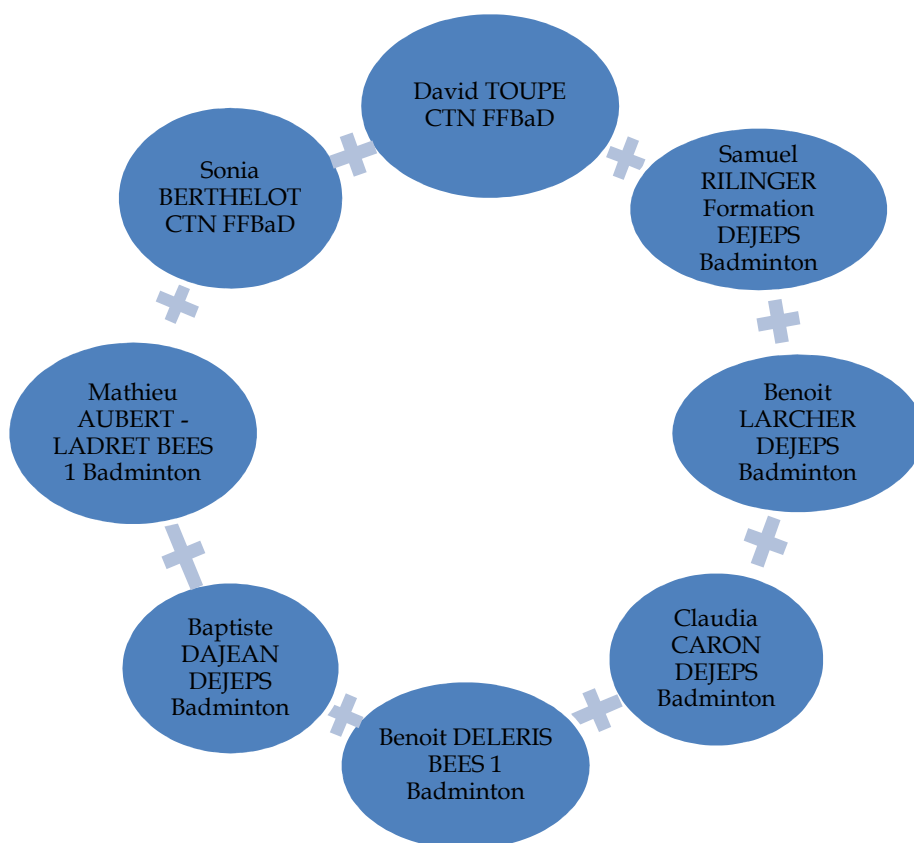 David TOUPE
CTN FFBaD
Samuel
RILINGER
Formation
DEJEPS
Badminton
Benoit
LARCHER
DEJEPS
Badminton
Claudia
CARON
DEJEPS
Badminton
Benoit DELERIS
BEES 1
Badminton
Baptiste
DAJEAN
DEJEPS
Badminton
Mathieu
AUBERT -
LADRET BEES
1 Badminton
Sonia
BERTHELOT
CTN FFBaD